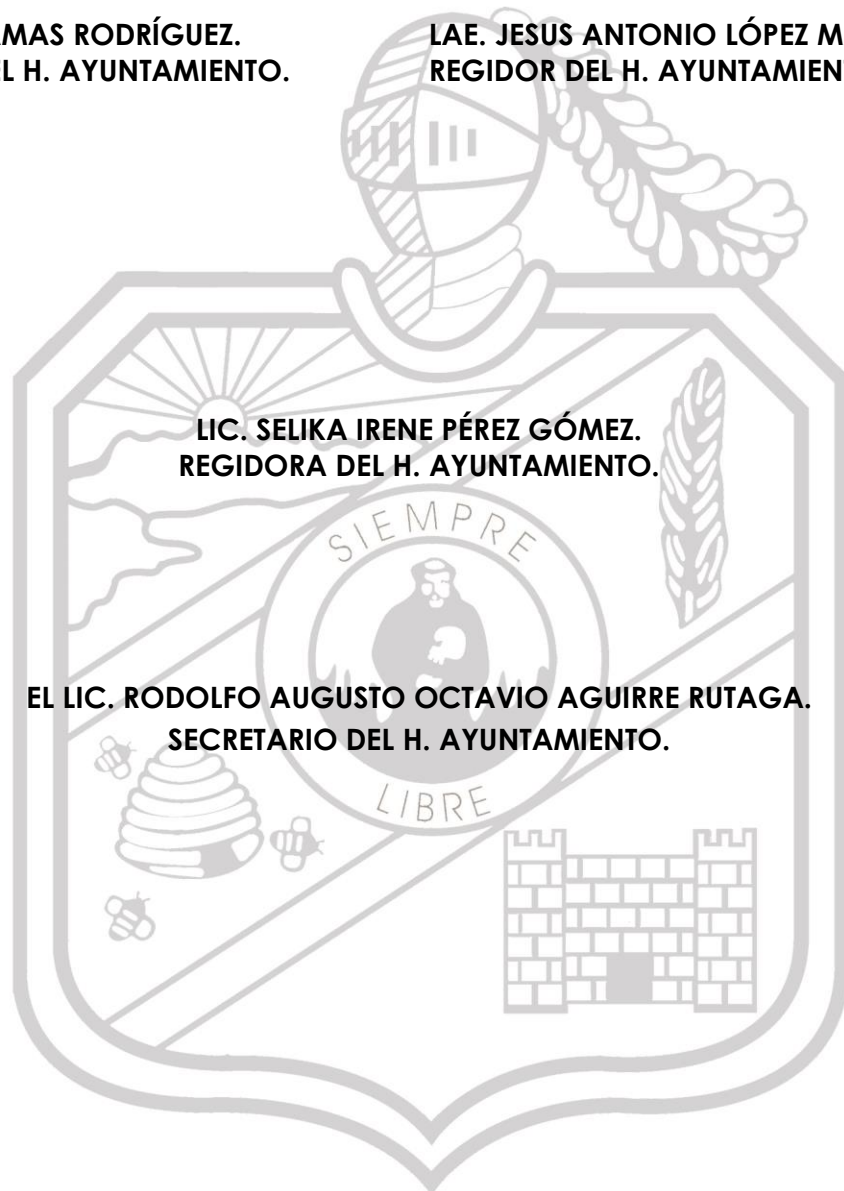 MAS RODRÍGUEZ.
LAE. JESUS ANTONIO LÓPEZ M
L H. AYUNTAMIENTO.
REGIDOR DEL H. AYUNTAMIEN
LIC. SELIKA IRENE PÉREZ GÓMEZ.
REGIDORA DEL H. AYUNTAMIENTO.
SIEMPRE
EL LIC. RODOLFO AUGUSTO OCTAVIO AGUIRRE RUTAGA.
SECRETARIO DEL H. AYUNTAMIENTO.
LIBRE